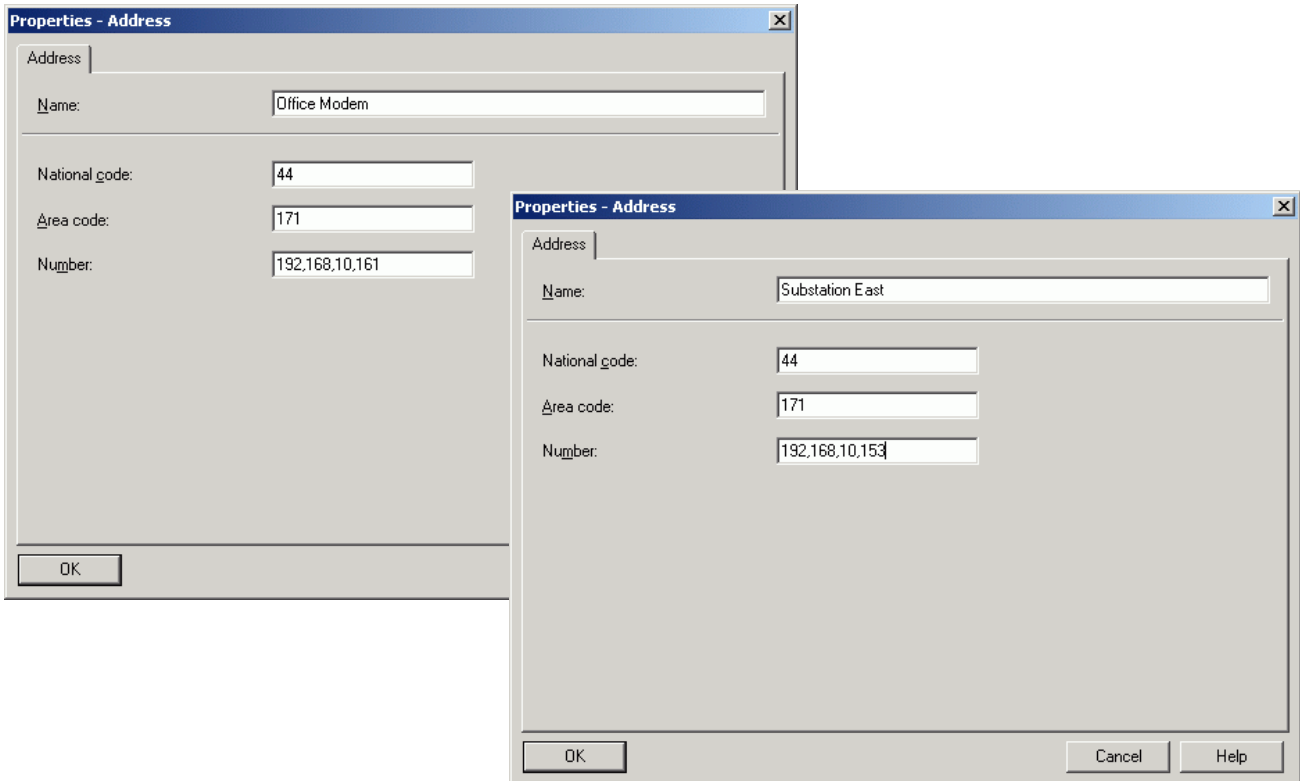 Properties - Address
Address
Name: Office Modem
National code: 44
Area code: 171
Number: 192,168,10,161
OK
Properties - Address
Address
Name: Substation East
National code: 44
Area code: 171
Number: 192,168,10,153
OK Cancel Help